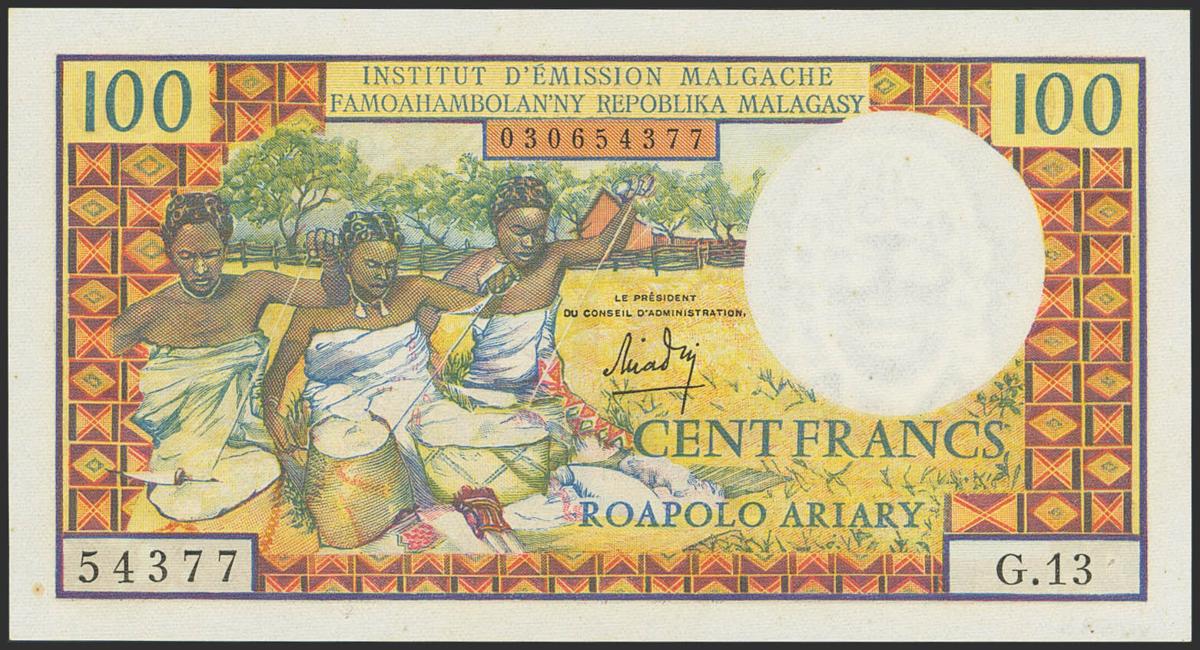 100
INSTITUT D'ÉMISSION MALGACHE
FAMOAHAMBOLAN'NY REPOBLIKA MALAGASY
100
030654377
LE PRÉSIDENT
DU CONSEIL D'ADMINISTRATION,
CENT FRANCS
ROAPOLO ARIARY
54377
G.13